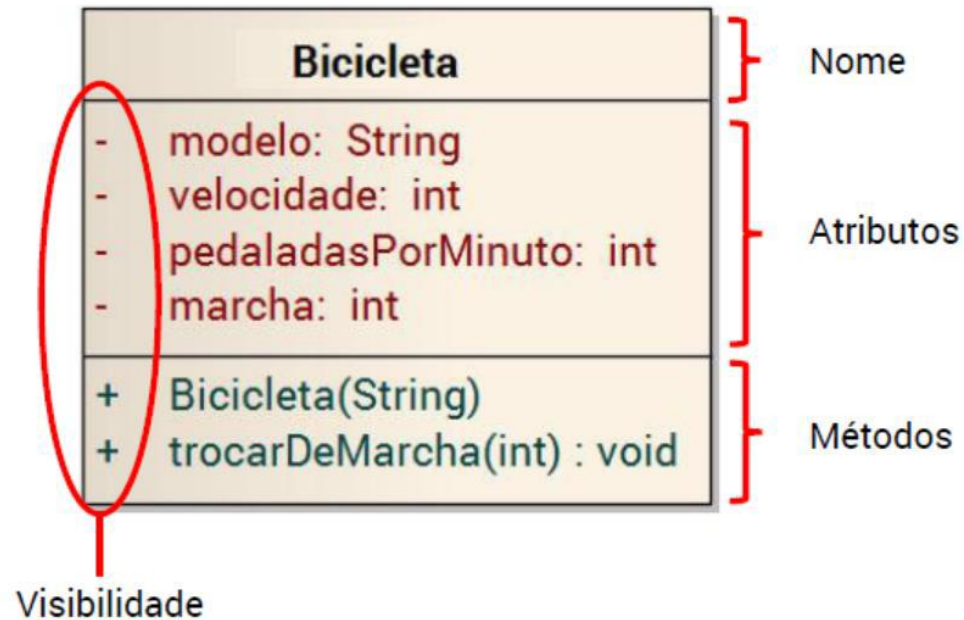 Bicicleta
Nome
- modelo: String
- velocidade: int
- pedaladasPorMinuto: int
- marcha: int
Atributos
+ Bicicleta(String)
+ trocarDeMarcha(int) : void
Métodos
Visibilidade